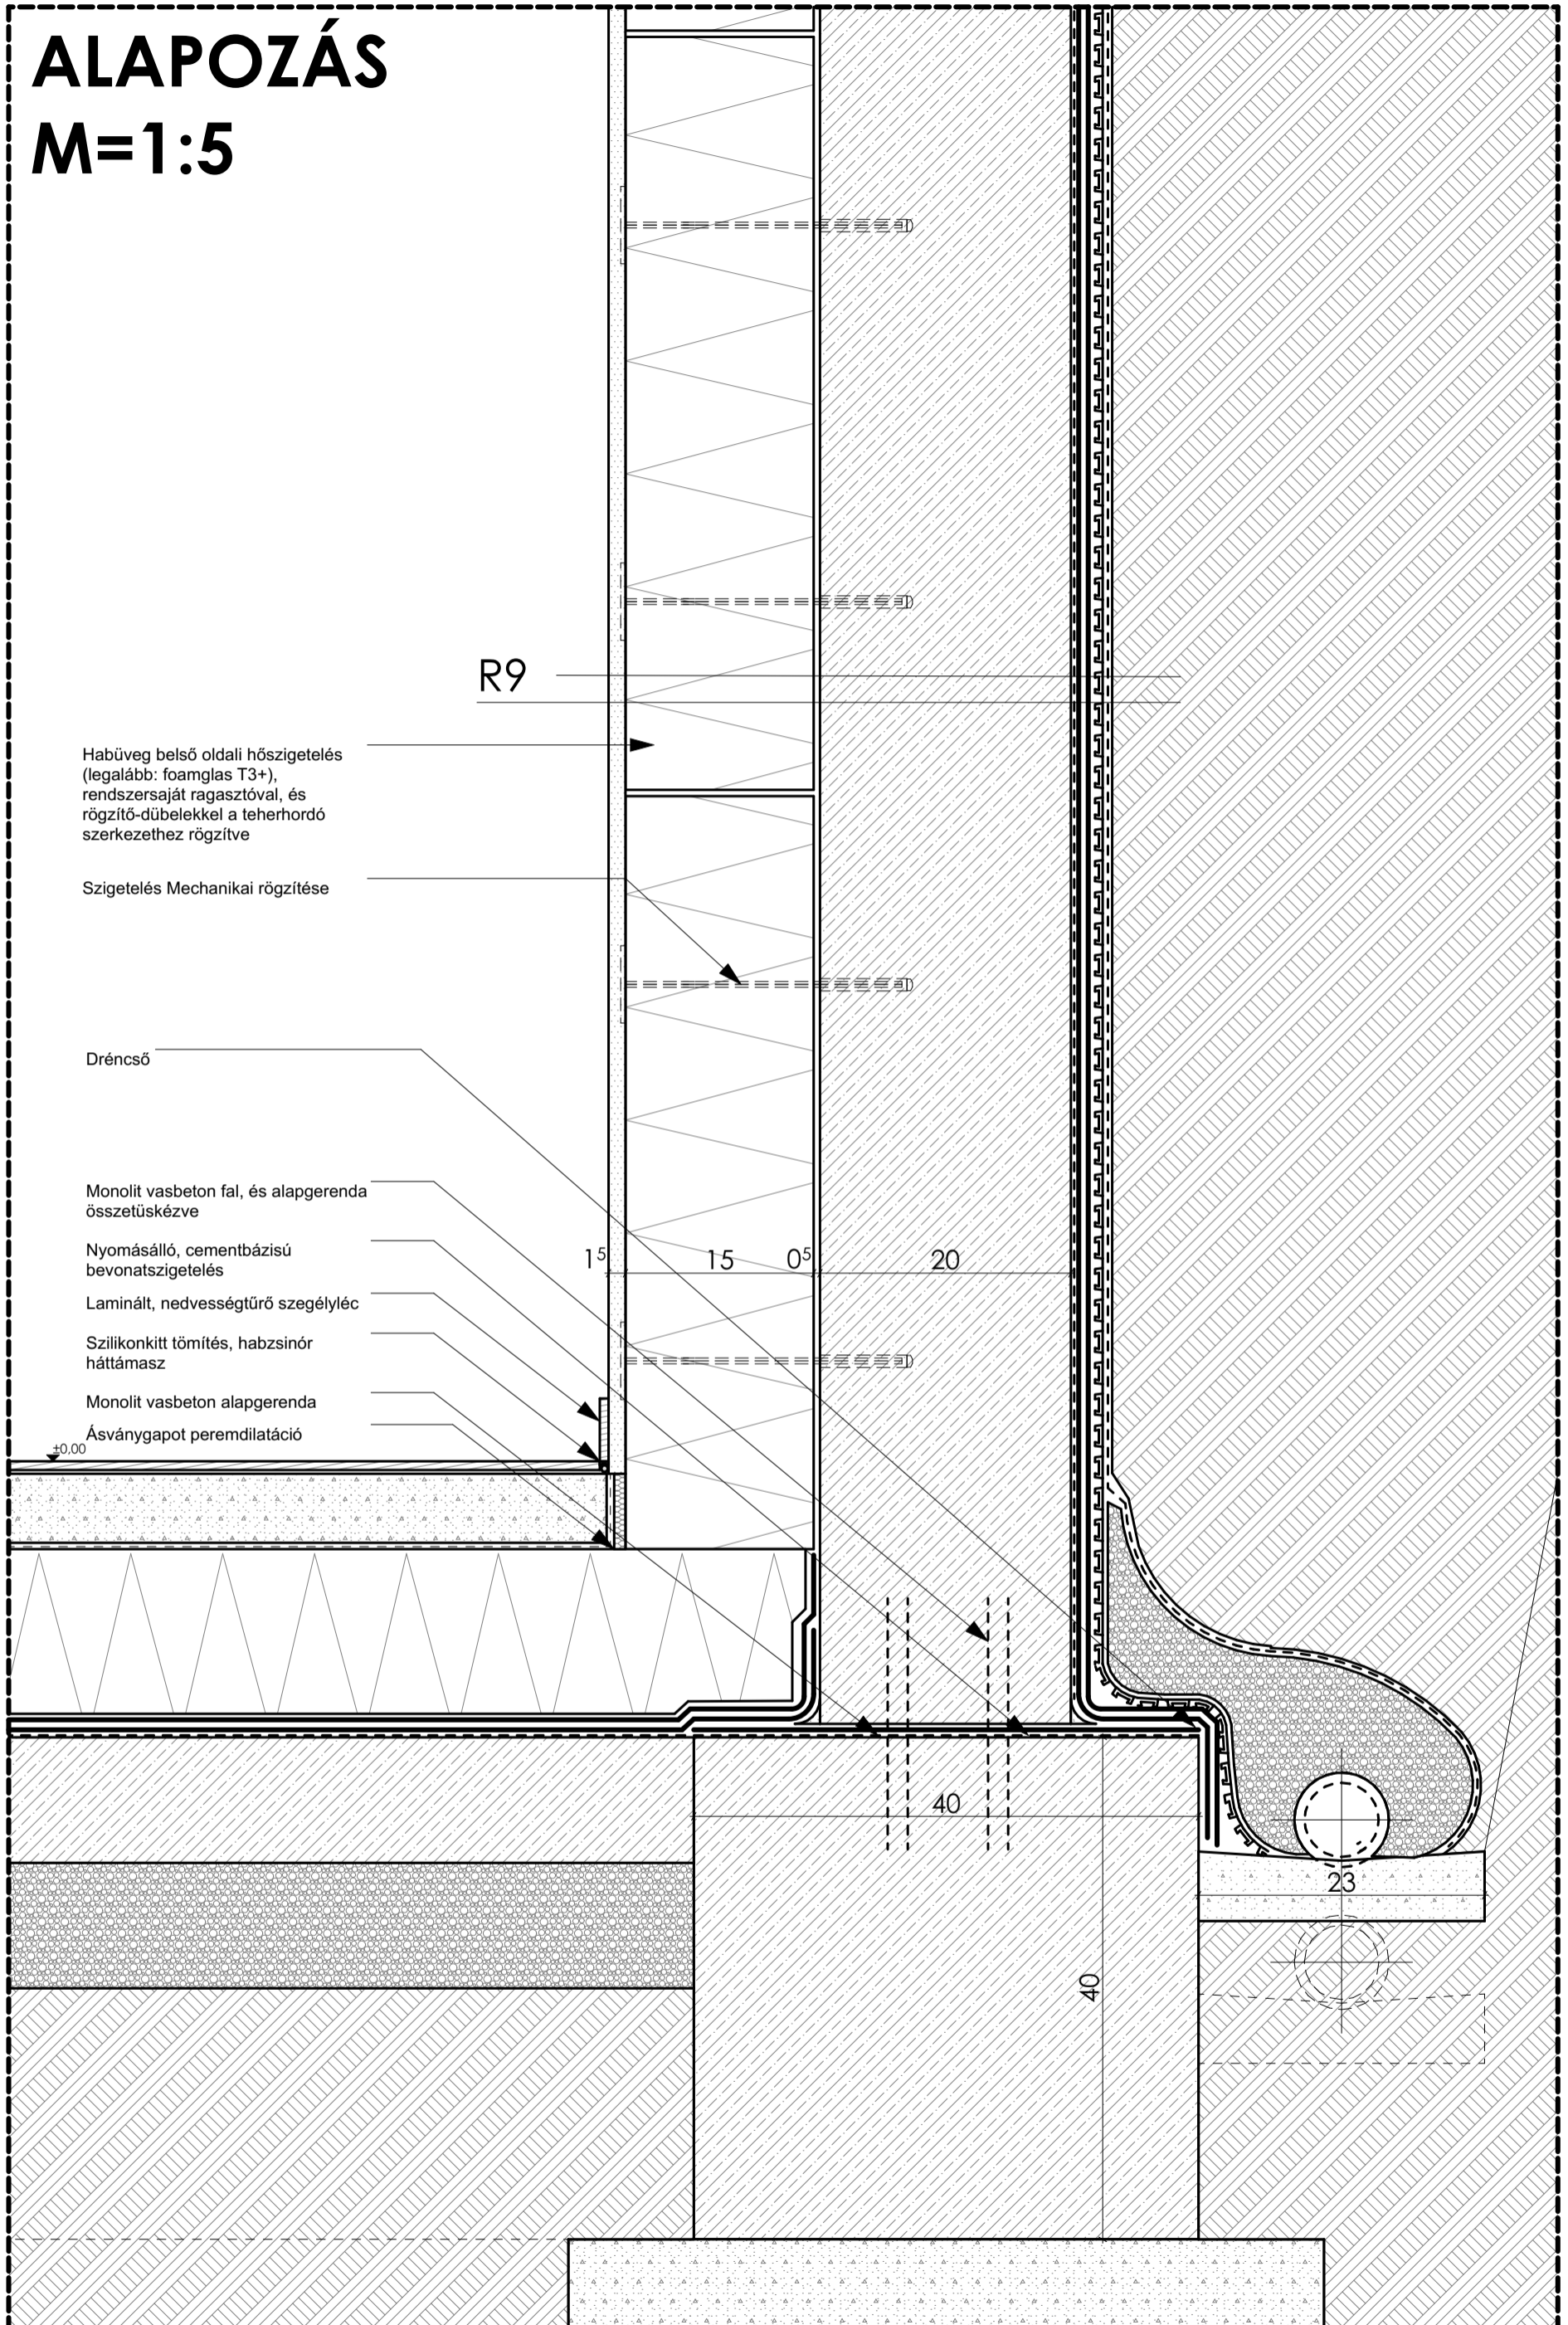 ALAPOZÁS
M=1:5
R9
Habüveg belső oldali hőszigetelés
(legalább: foamglas T3+),
rendszersaját ragasztóval, és
rögzítő-dübelekkel a teherhordó
szerkezethez rögzítve
Szigetelés Mechanikai rögzítése
Dréncső
Monolit vasbeton fal, és alapgerenda
összetüskézve
Nyomásálló, cementbázisú
bevonatszigetelés
1⁵ 15 0⁵ 20
Laminált, nedvességtűrő szegélyléc
Szilikonkitt tömítés, habzsinór
háttámasz
Monolit vasbeton alapgerenda
Ásványgapot peremdilatáció
±0,00
40
23
40